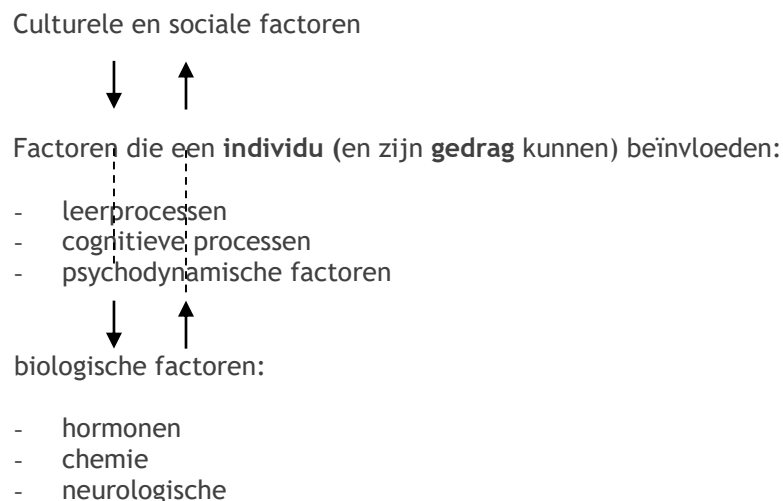 Culturele en sociale factoren
Factoren die een individu (en zijn gedrag kunnen) beïnvloeden:
- leerprocessen
- cognitieve processen
- psychodynamische factoren
biologische factoren:
- hormonen
- chemie
- neurologische